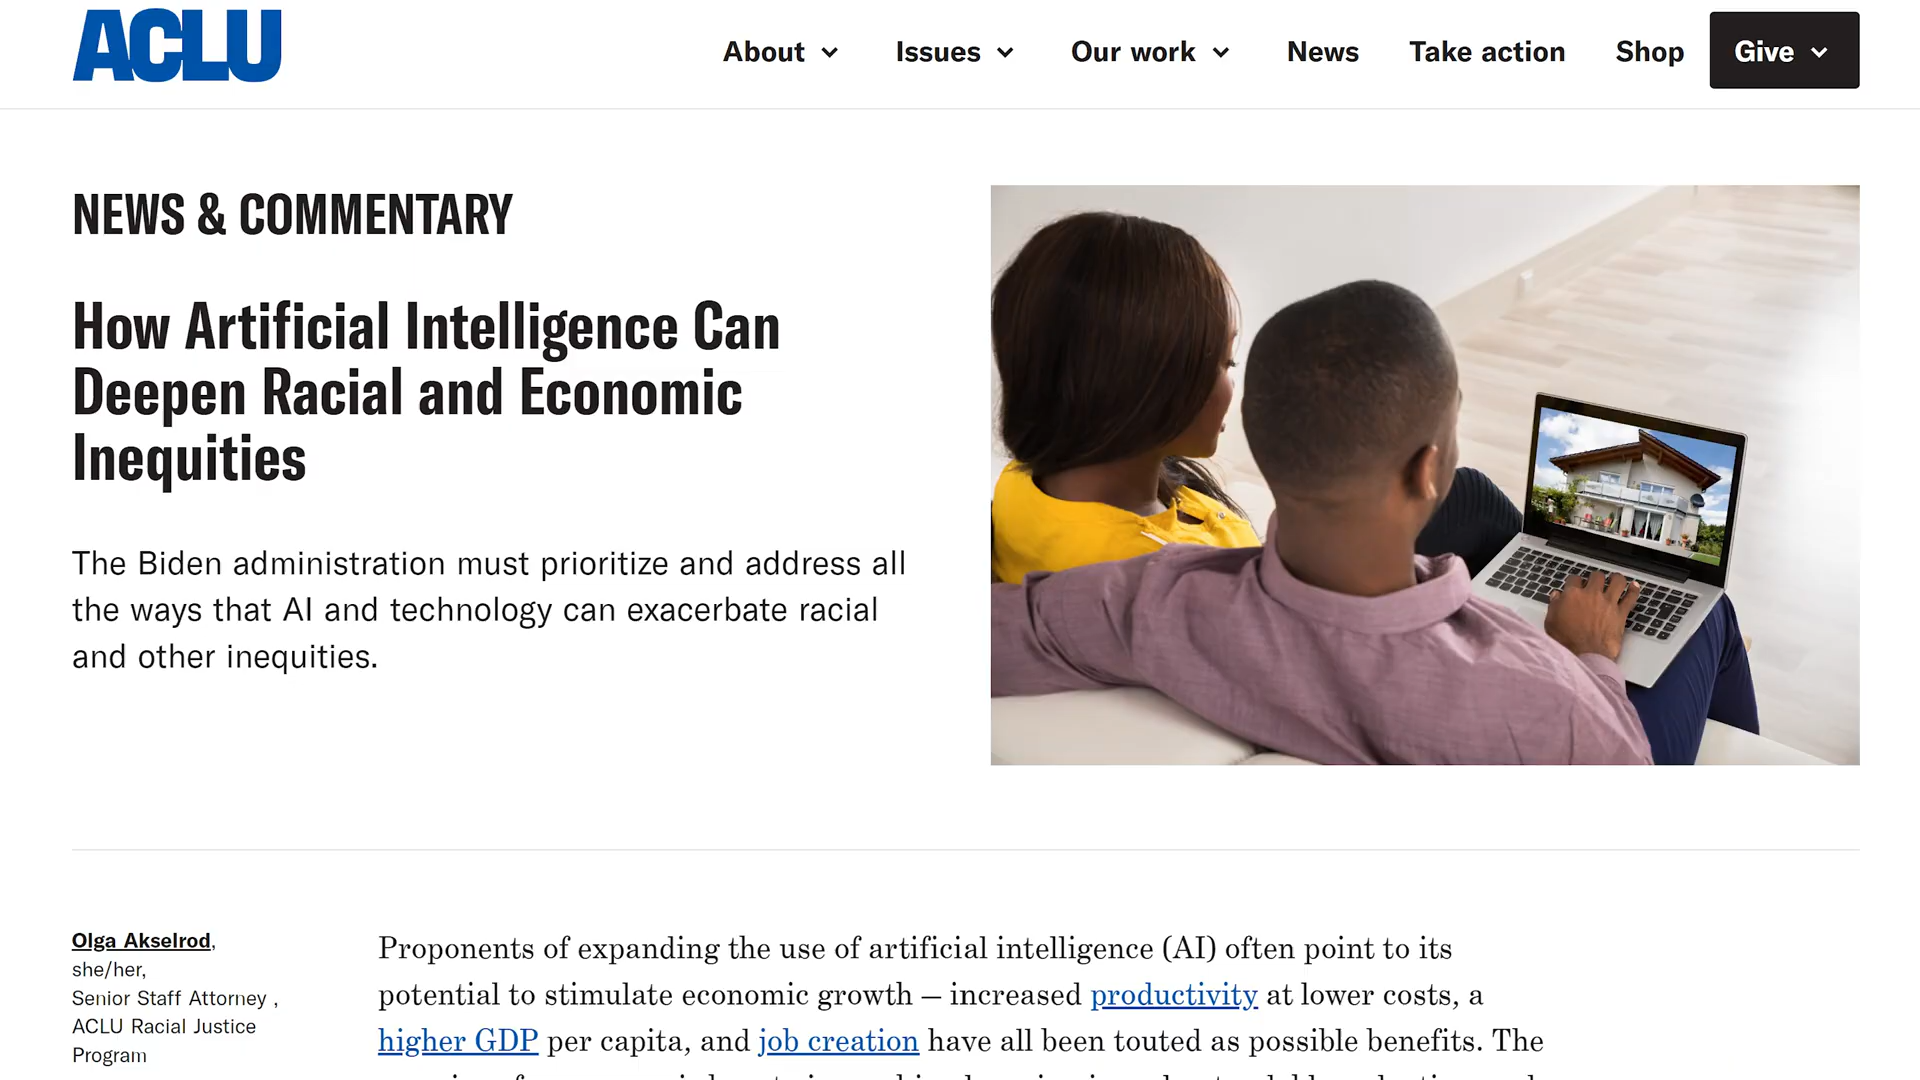 ACLU
About
Issues
Our work
News
Take action
Shop
Give
NEWS & COMMENTARY
How Artificial Intelligence Can
Deepen Racial and Economic
Inequities
The Biden administration must prioritize and address all
the ways that AI and technology can exacerbate racial
and other inequities.
Olga Akselrod,
she/her,
Senior Staff Attorney ,
ACLU Racial Justice
Program
Proponents of expanding the use of artificial intelligence (AI) often point to its
potential to stimulate economic growth — increased productivity at lower costs, a
higher GDP per capita, and job creation have all been touted as possible benefits. The